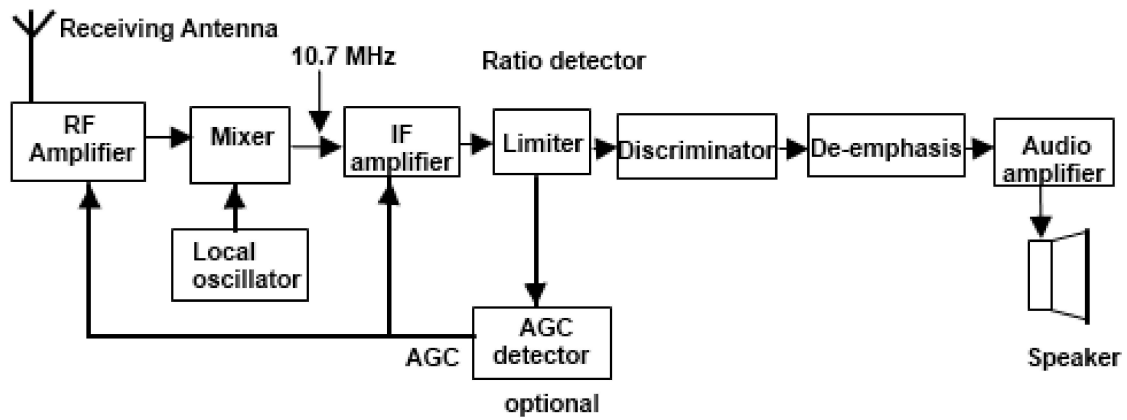 Receiving Antenna
10.7 MHz
Ratio detector
RF
Amplifier
Mixer
IF
amplifier
Limiter
Discriminator
De-emphasis
Audio
amplifier
Local
oscillator
AGC
AGC
detector
optional
Speaker